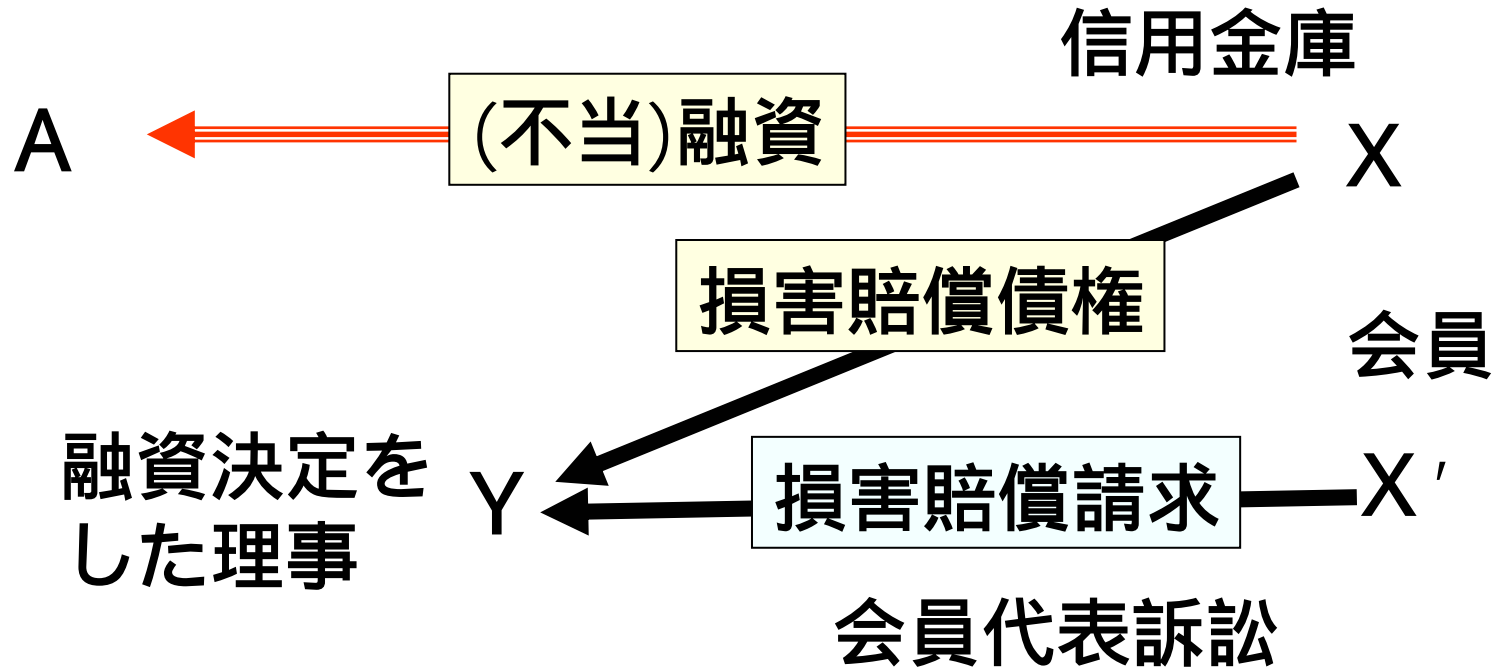 信用金庫
A
(不当)融資
X
損害賠償債権
会員
融資決定を
した理事
Y
損害賠償請求
X′
会員代表訴訟